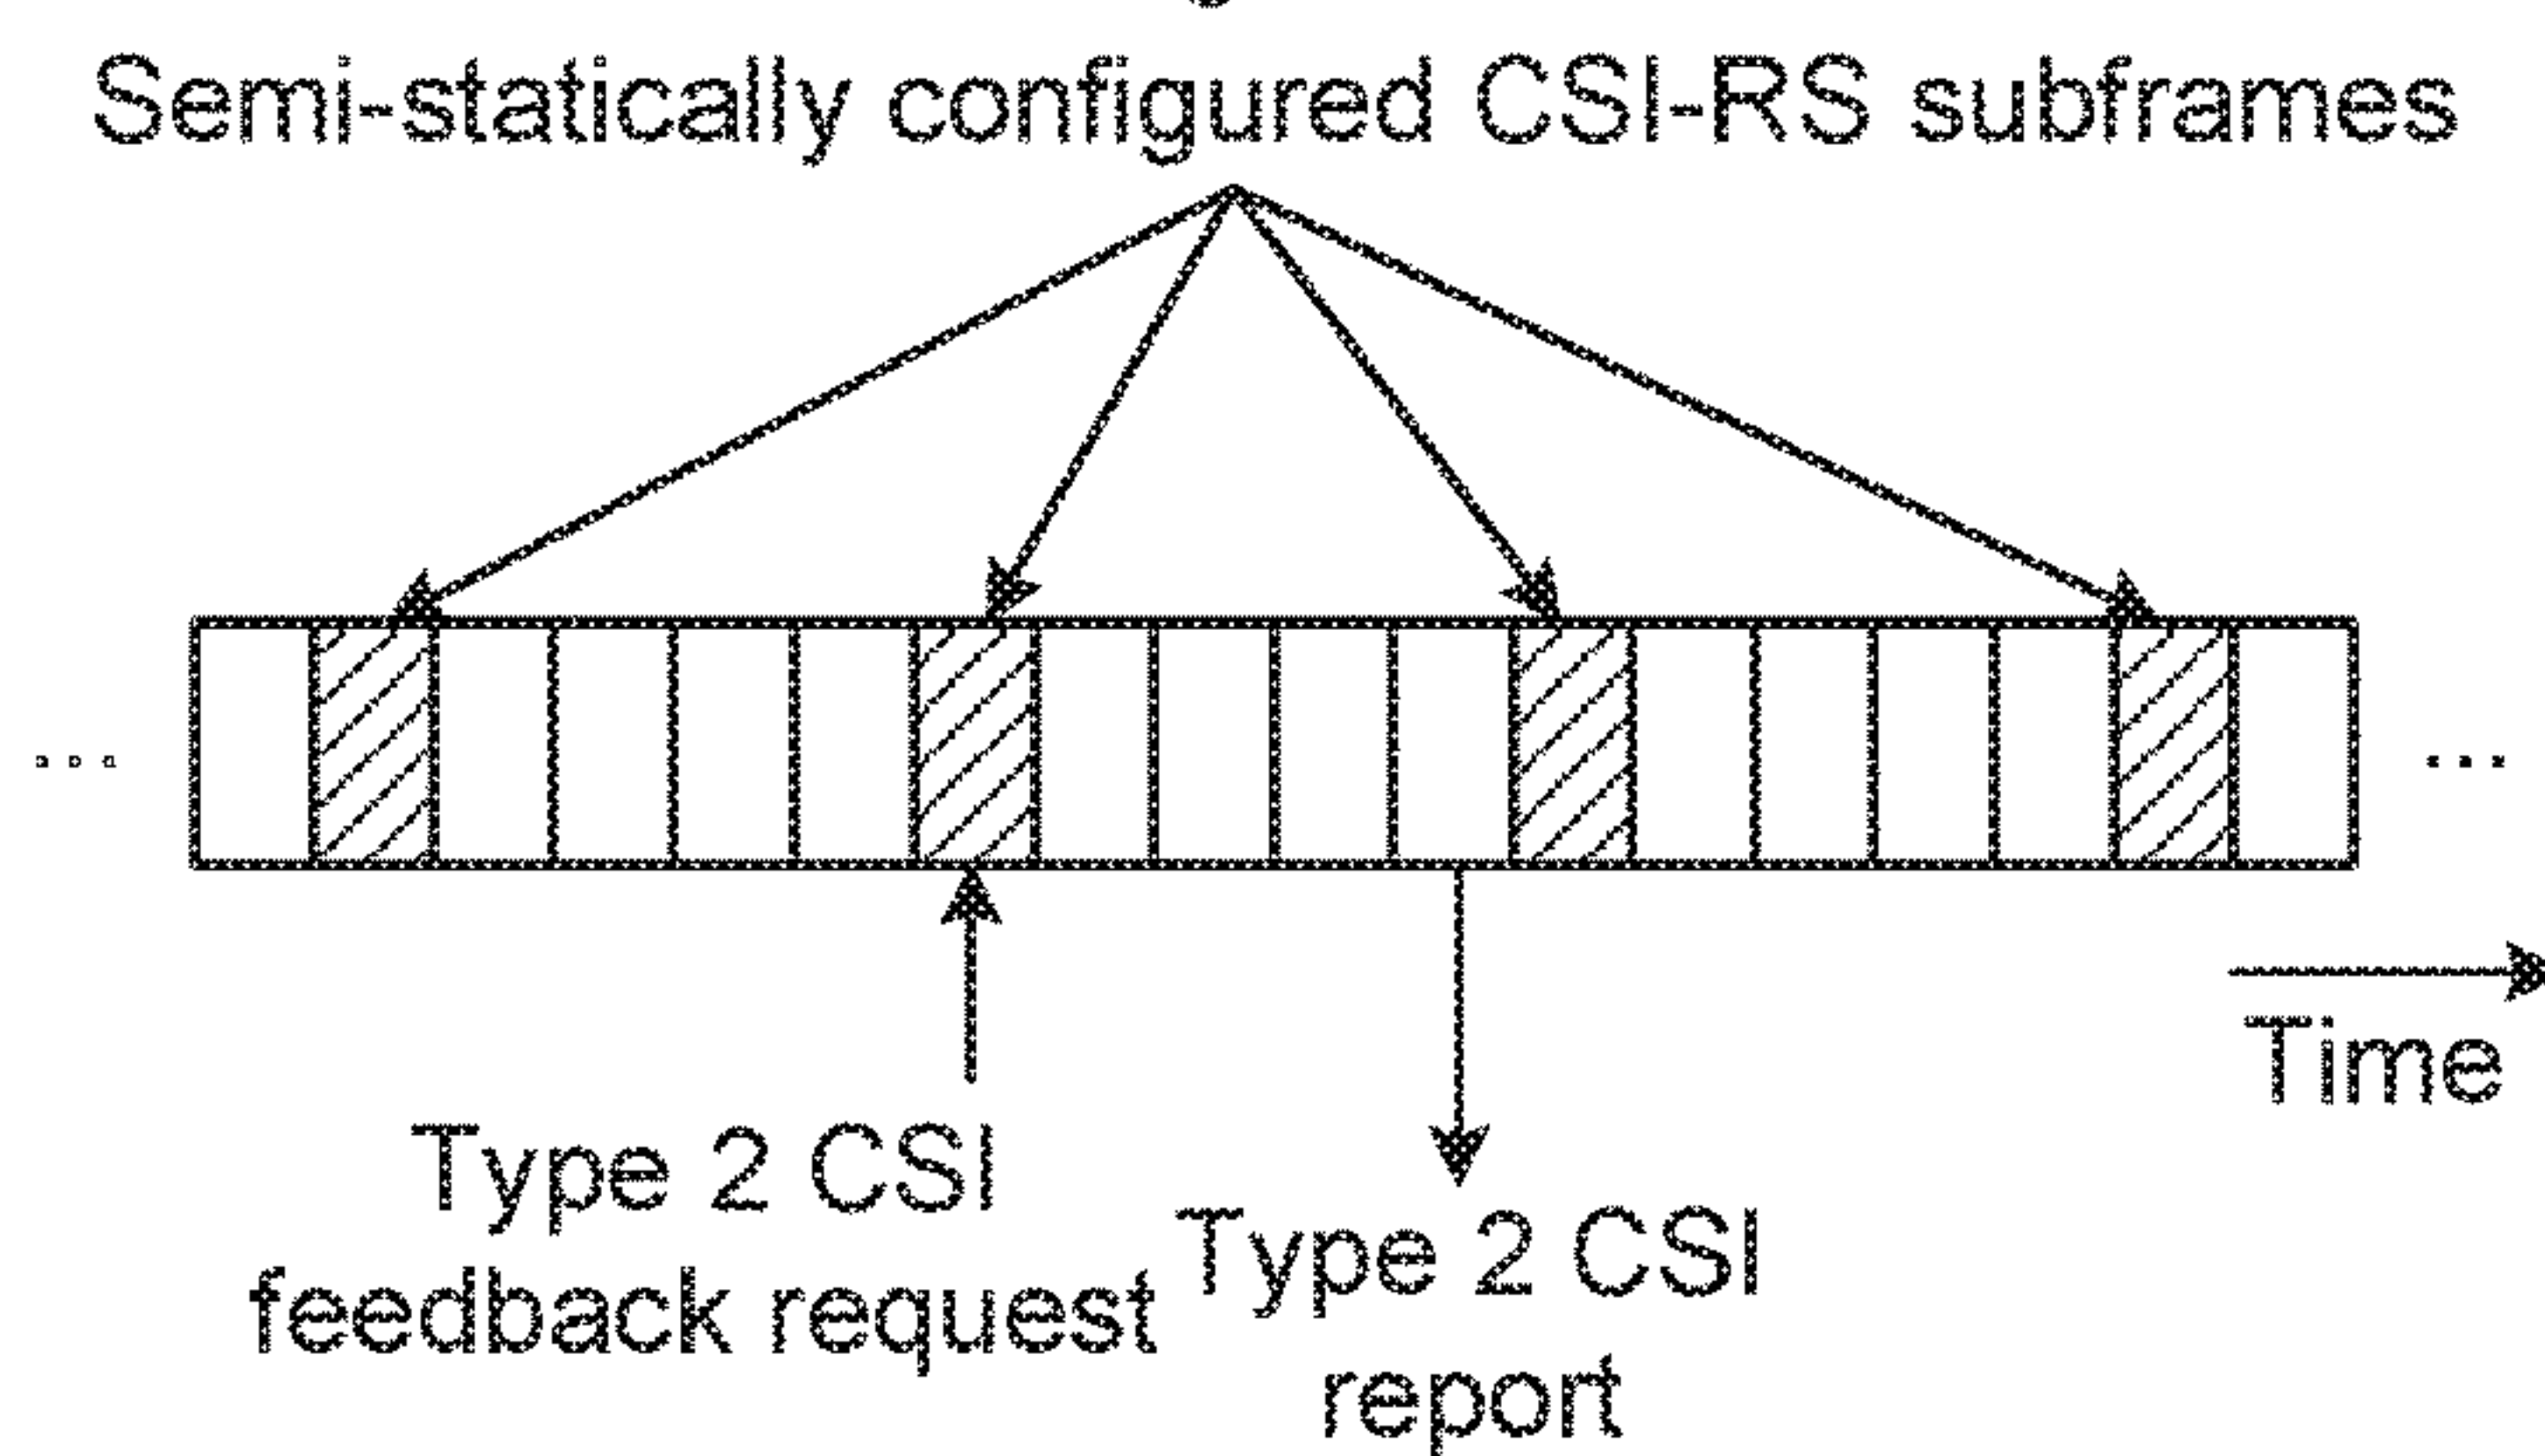 Semi-statically configured CSI-RS subframes
... ...
Time
Type 2 CSI
feedback request
Type 2 CSI
report